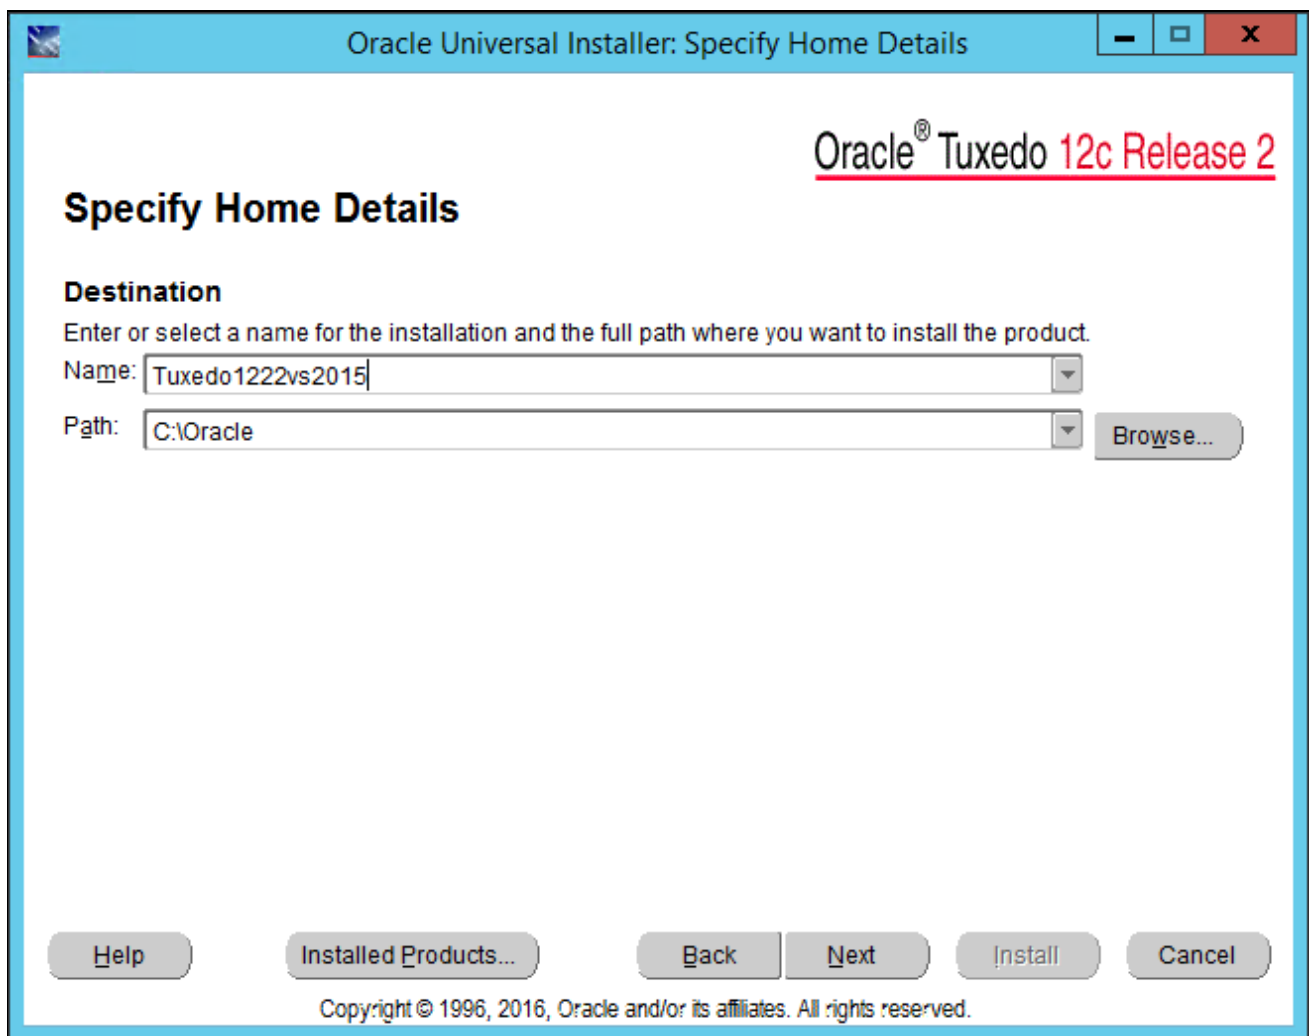 Oracle Universal Installer: Specify Home Details
Oracle® Tuxedo 12c Release 2
Specify Home Details
Destination
Enter or select a name for the installation and the full path where you want to install the product.
Name: Tuxedo1222vs2015
Path: C:\Oracle Browse...
Help Installed Products... Back Next Install Cancel
Copyright © 1996, 2016, Oracle and/or its affiliates. All rights reserved.